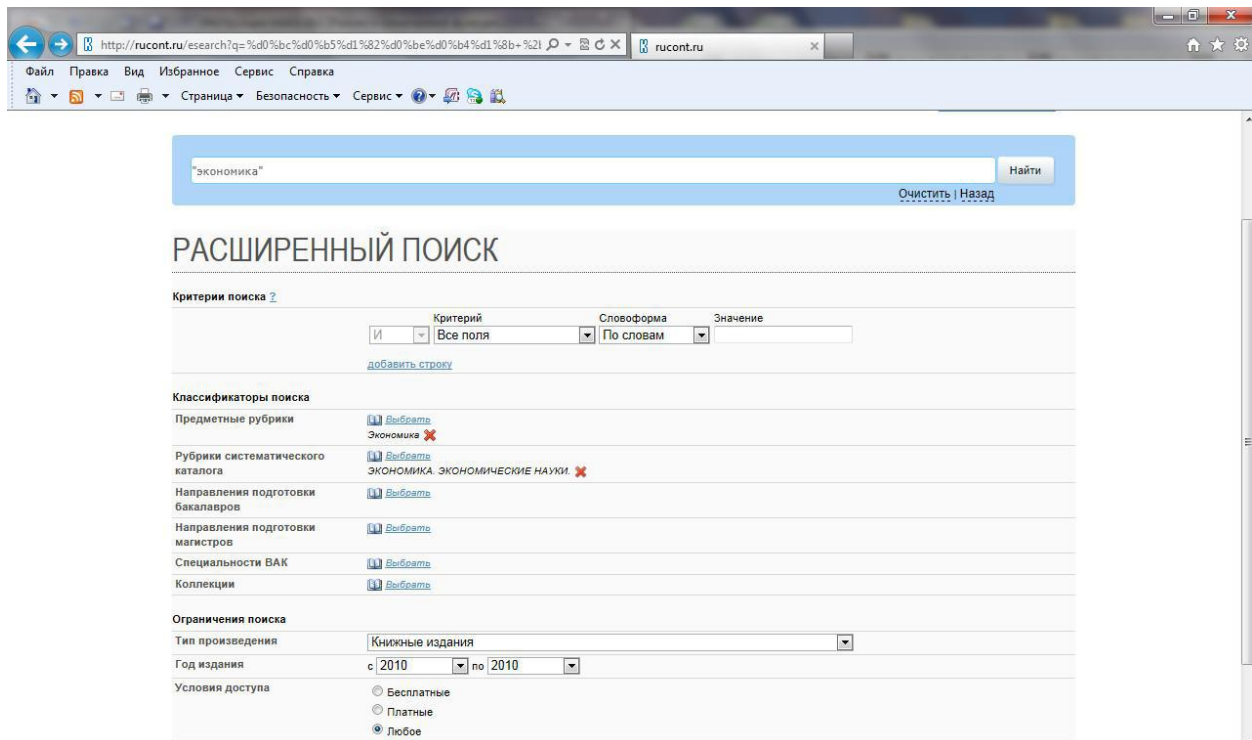 http://rucont.ru/esearch?q=%d0%bc%d0%b5%d1%82%d0%be%d0%b4%d1%8b+%2
rucont.ru
Файл Правка Вид Избранное Сервис Справка
Страница Безопасность Сервис
"экономика"
Найти
Очистить | Назад
РАСШИРЕННЫЙ ПОИСК
Критерии поиска ?
Критерий Словоформа Значение
И Все поля По словам
добавить строку
Классификаторы поиска
Предметные рубрики Выбрать
Экономика
Рубрики систематического Выбрать
каталога ЭКОНОМИКА. ЭКОНОМИЧЕСКИЕ НАУКИ.
Направления подготовки Выбрать
бакалавров
Направления подготовки Выбрать
магистров
Специальности ВАК Выбрать
Коллекции Выбрать
Ограничения поиска
Тип произведения Книжные издания
Год издания с 2010 по 2010
Условия доступа Бесплатные
Платные
Любое